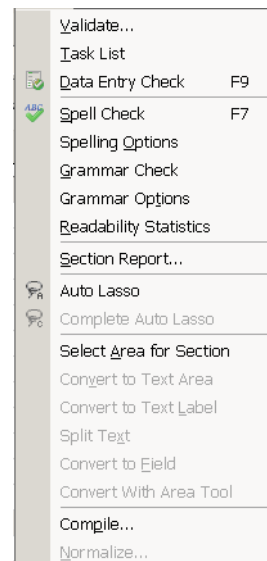 Validate...
Task List
Data Entry Check F9
ABC Spell Check F7
Spelling Options
Grammar Check
Grammar Options
Readability Statistics
Section Report...
A Auto Lasso
C Complete Auto Lasso
Select Area for Section
Convert to Text Area
Convert to Text Label
Split Text
Convert to Field
Convert With Area Tool
Compile...
Normalize...